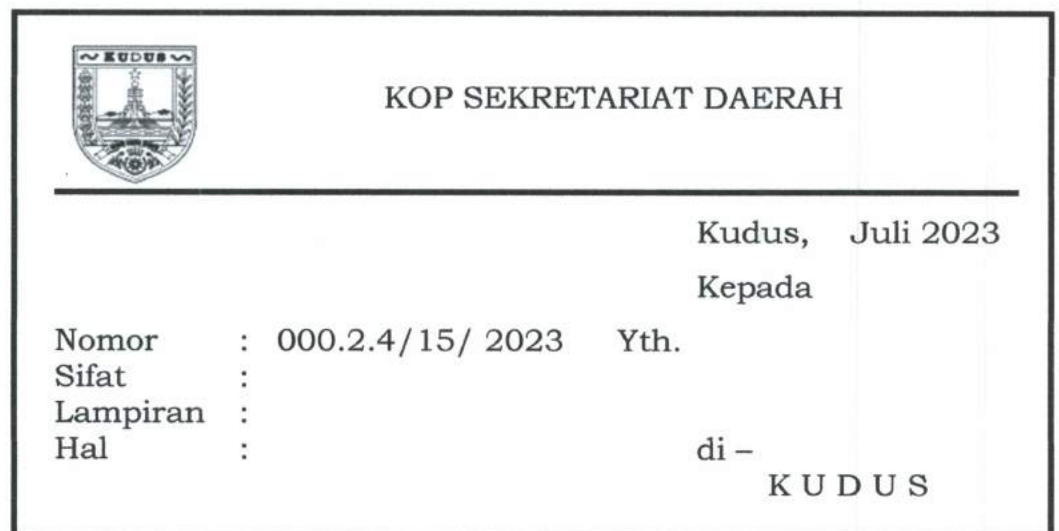 KUDUS
KOP SEKRETARIAT DAERAH
Kudus, Juli 2023
Kepada
Nomor : 000.2.4/15/ 2023 Yth.
Sifat :
Lampiran :
Hal : di –
K U D U S